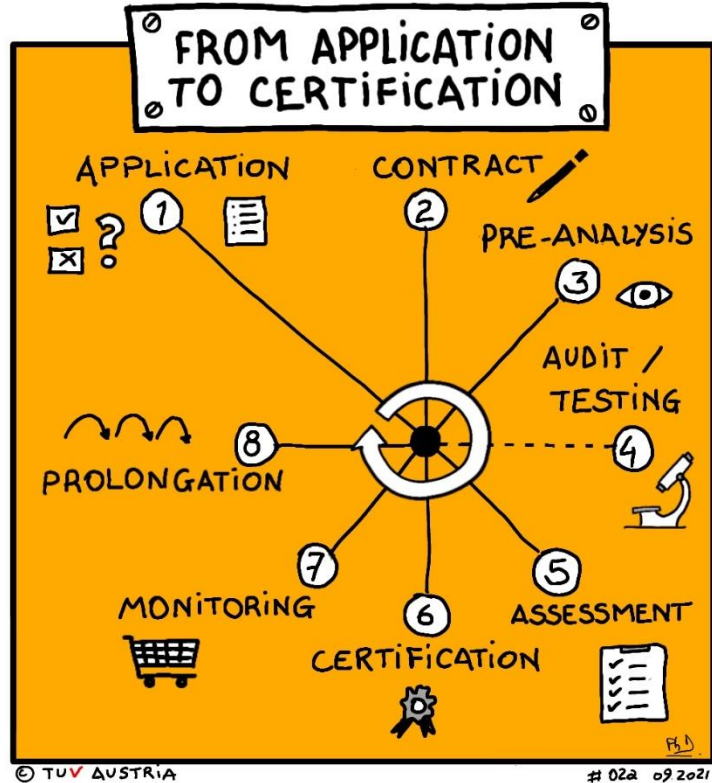 FROM APPLiCATiON
TO CERTiFiCATiON
APPLiCATiON
1
?
CONTRACT
2
PRE-ANALYSiS
3
AUDiT /
TESTiNG
4
ASSESSMENT
5
6
CERTiFiCATiON
7
MONiTORiNG
8
PROLONGATiON
PhD
© TUV AUSTRiA
# 022 09.2021